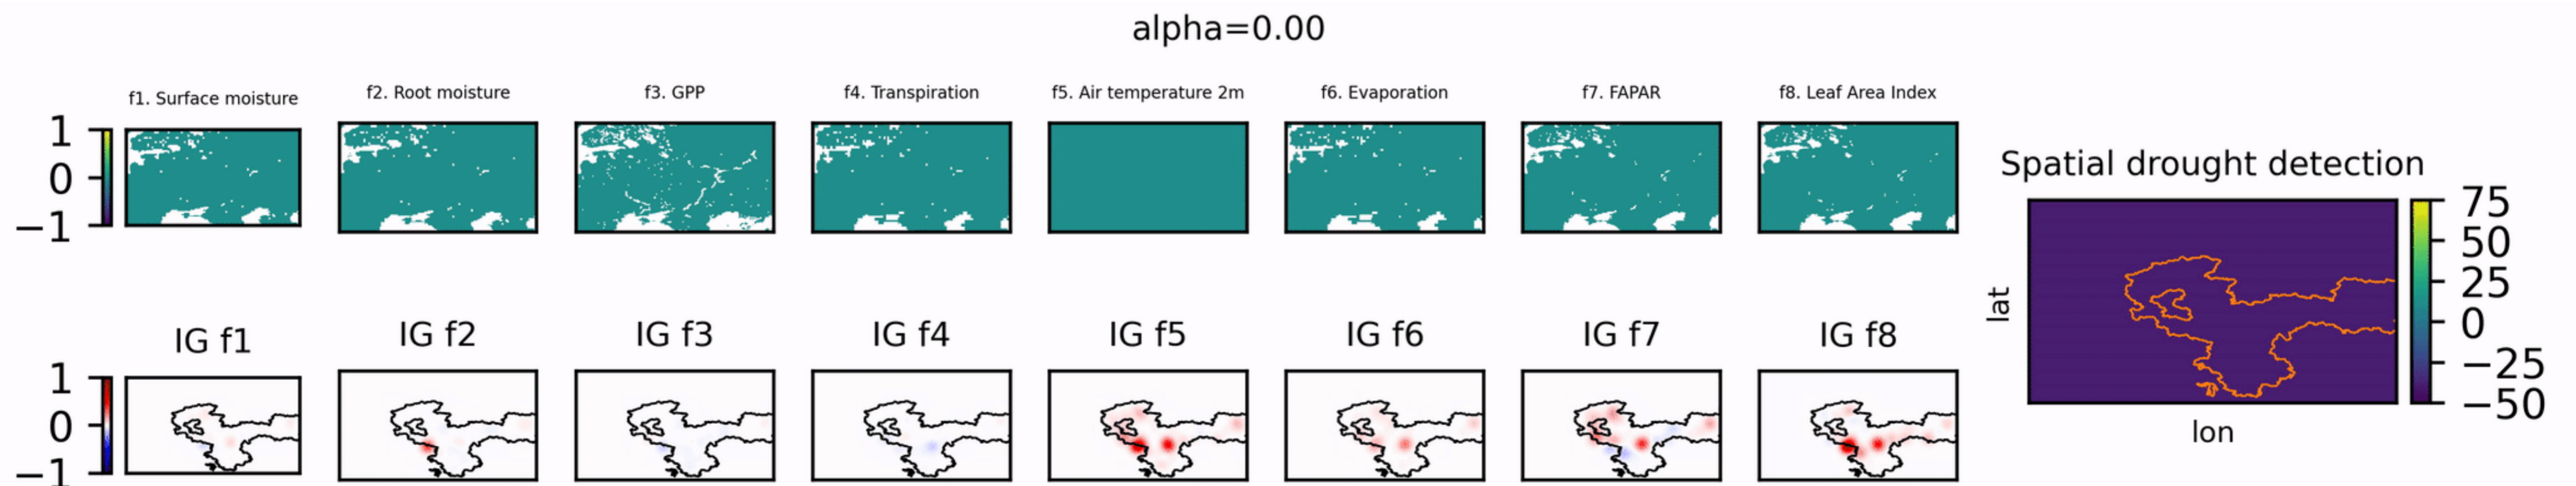 alpha=0.00
f1. Surface moisture
f2. Root moisture
f3. GPP
f4. Transpiration
f5. Air temperature 2m
f6. Evaporation
f7. FAPAR
f8. Leaf Area Index
1
0
−1
Spatial drought detection
75
50
25
0
−25
−50
lat
lon
IG f1
IG f2
IG f3
IG f4
IG f5
IG f6
IG f7
IG f8
1
0
−1